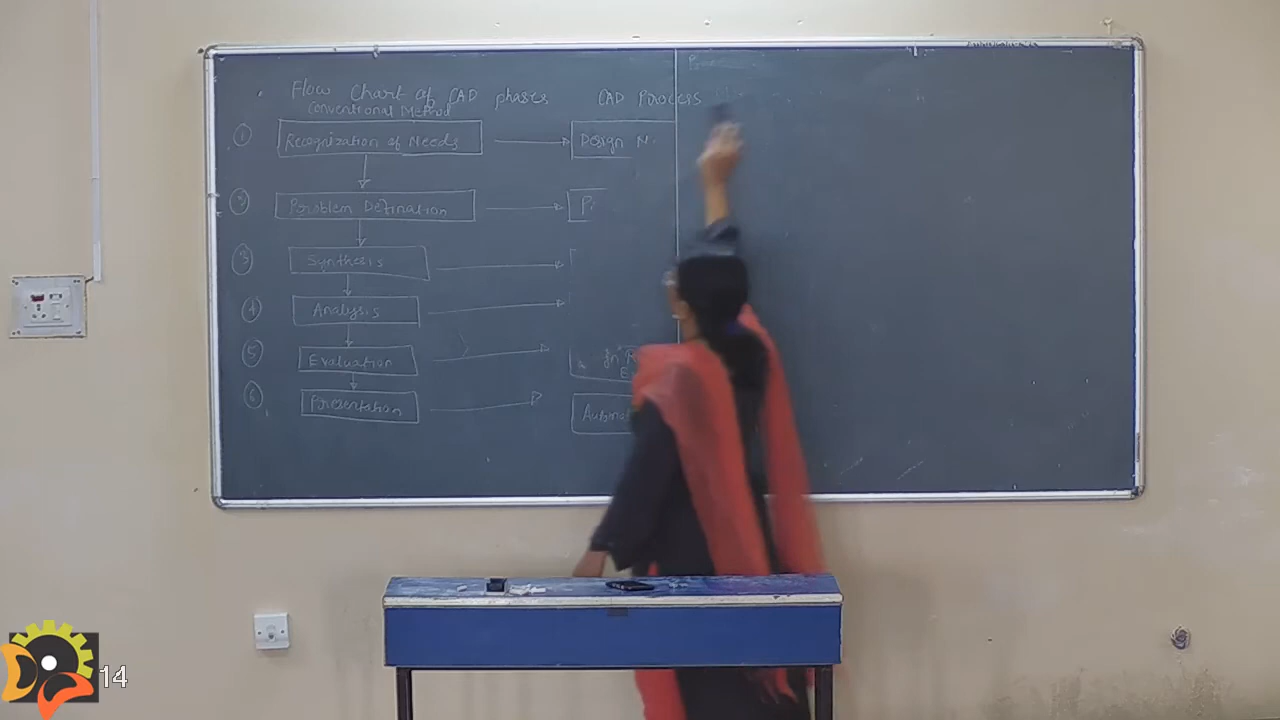 Flow Chart of CAD phases
CAD Process
Conventional Method
① Recognization of Needs
Design N.
② Problem Defination
P.
③ Synthesis
④ Analysis
⑤ Evaluation
⑥ Presentation
Automat
14